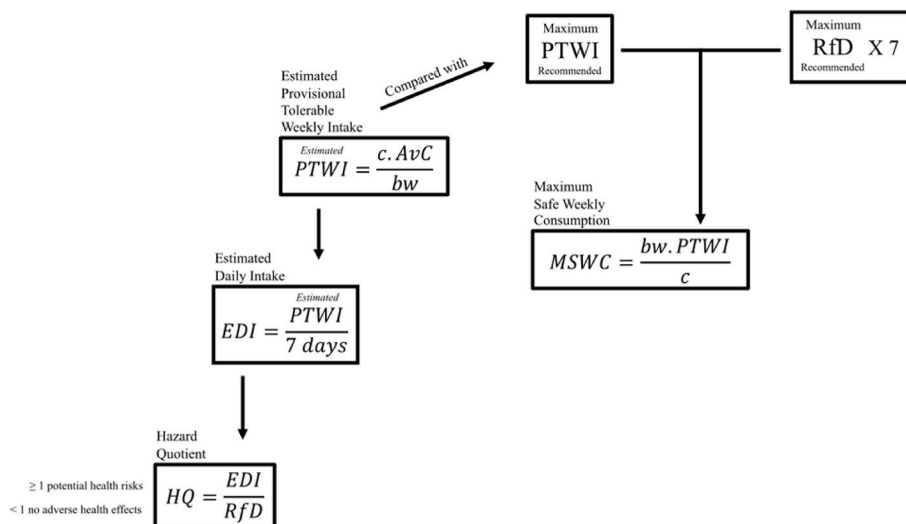 Maximum
PTWI
Recommended
Maximum
RfD X 7
Recommended
Compared with
Estimated
Provisional
Tolerable
Weekly Intake
Estimated
PTWI = c. AvC / bw
Maximum
Safe Weekly
Consumption
MSWC = bw. PTWI / c
Estimated
Daily Intake
Estimated
EDI = PTWI / 7 days
Hazard
Quotient
≥ 1 potential health risks
< 1 no adverse health effects
HQ = EDI / RfD